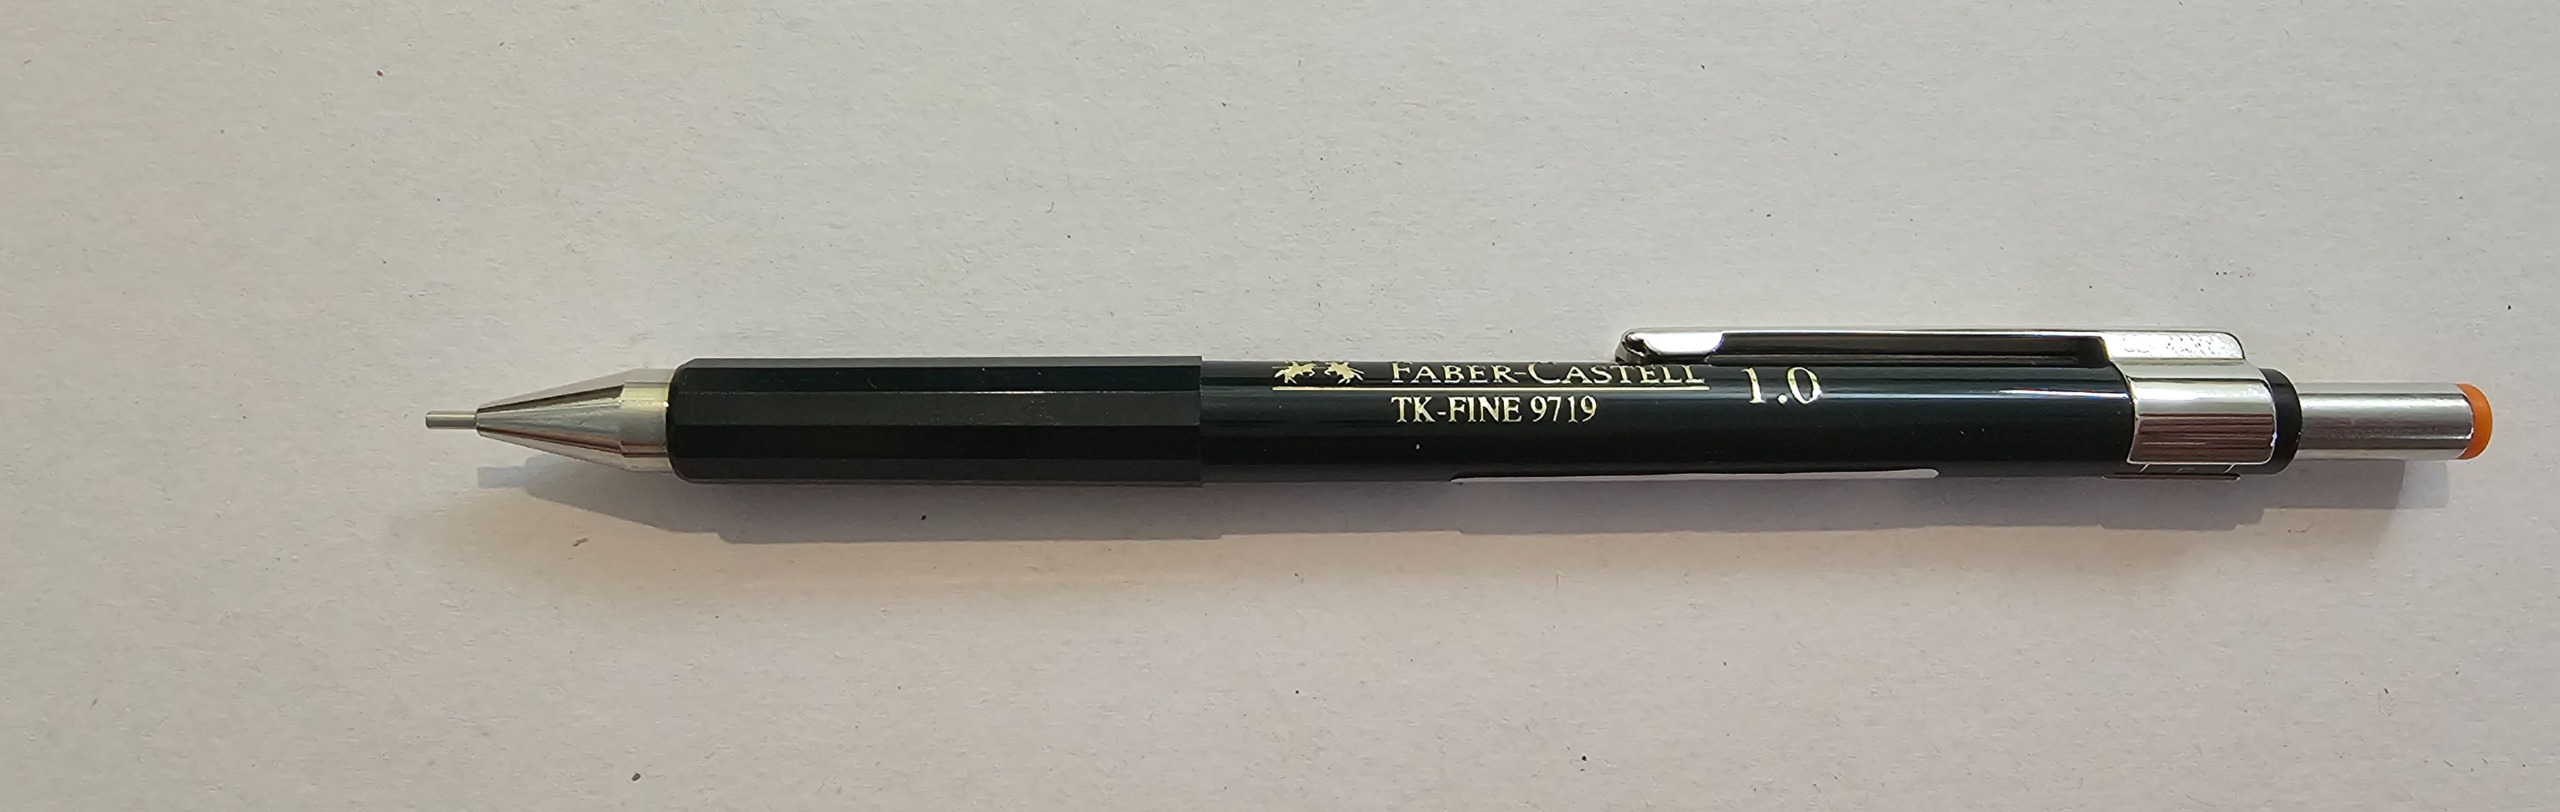 FABER-CASTELL
TK-FINE 9719
1.0